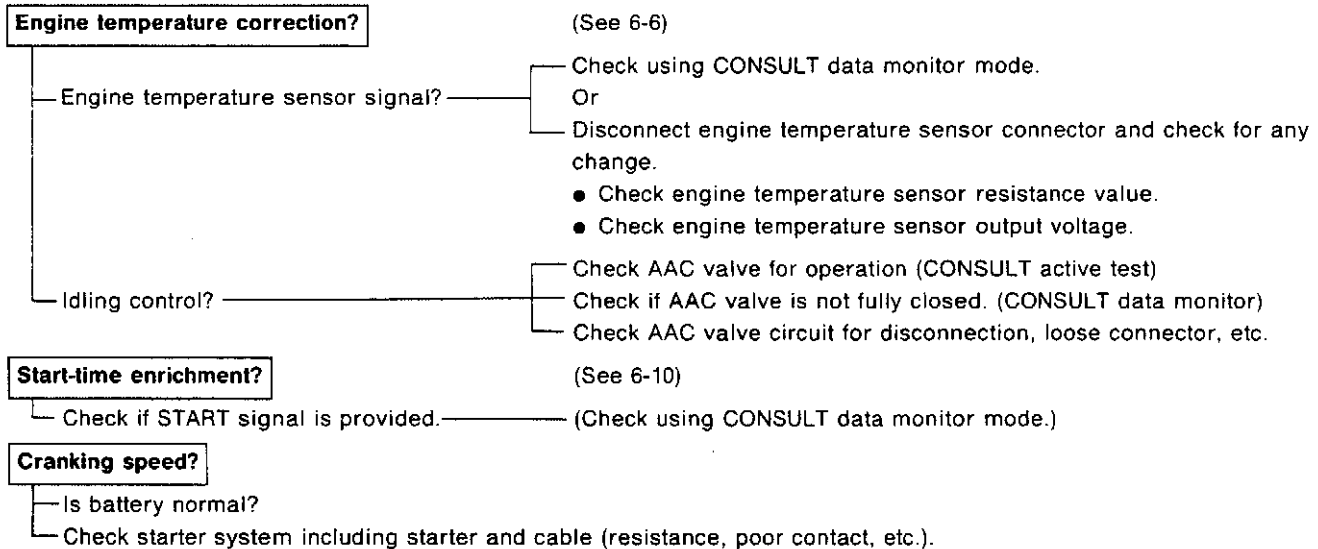 Engine temperature correction? (See 6-6)
Engine temperature sensor signal? Check using CONSULT data monitor mode.
Or
Disconnect engine temperature sensor connector and check for any
change.
● Check engine temperature sensor resistance value.
● Check engine temperature sensor output voltage.
Idling control? Check AAC valve for operation (CONSULT active test)
Check if AAC valve is not fully closed. (CONSULT data monitor)
Check AAC valve circuit for disconnection, loose connector, etc.
Start-time enrichment? (See 6-10)
Check if START signal is provided. (Check using CONSULT data monitor mode.)
Cranking speed?
Is battery normal?
Check starter system including starter and cable (resistance, poor contact, etc.).